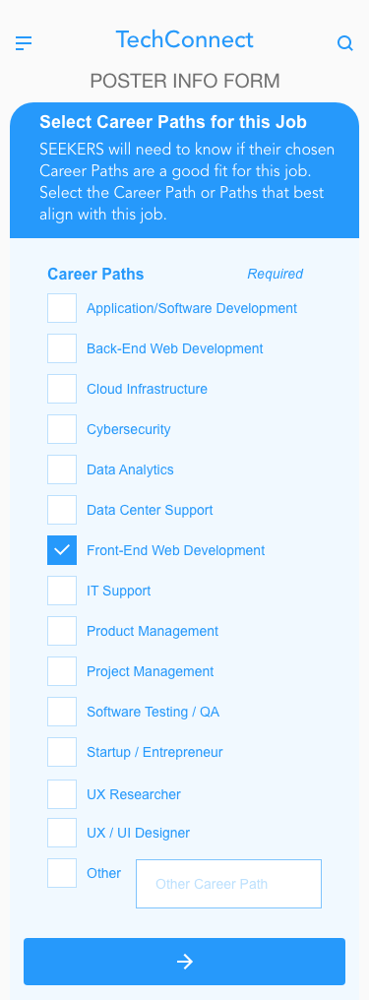 TechConnect
POSTER INFO FORM
Select Career Paths for this Job
SEEKERS will need to know if their chosen
Career Paths are a good fit for this job.
Select the Career Path or Paths that best
align with this job.
Career Paths Required
Application/Software Development
Back-End Web Development
Cloud Infrastructure
Cybersecurity
Data Analytics
Data Center Support
Front-End Web Development
IT Support
Product Management
Project Management
Software Testing / QA
Startup / Entrepreneur
UX Researcher
UX / UI Designer
Other Other Career Path